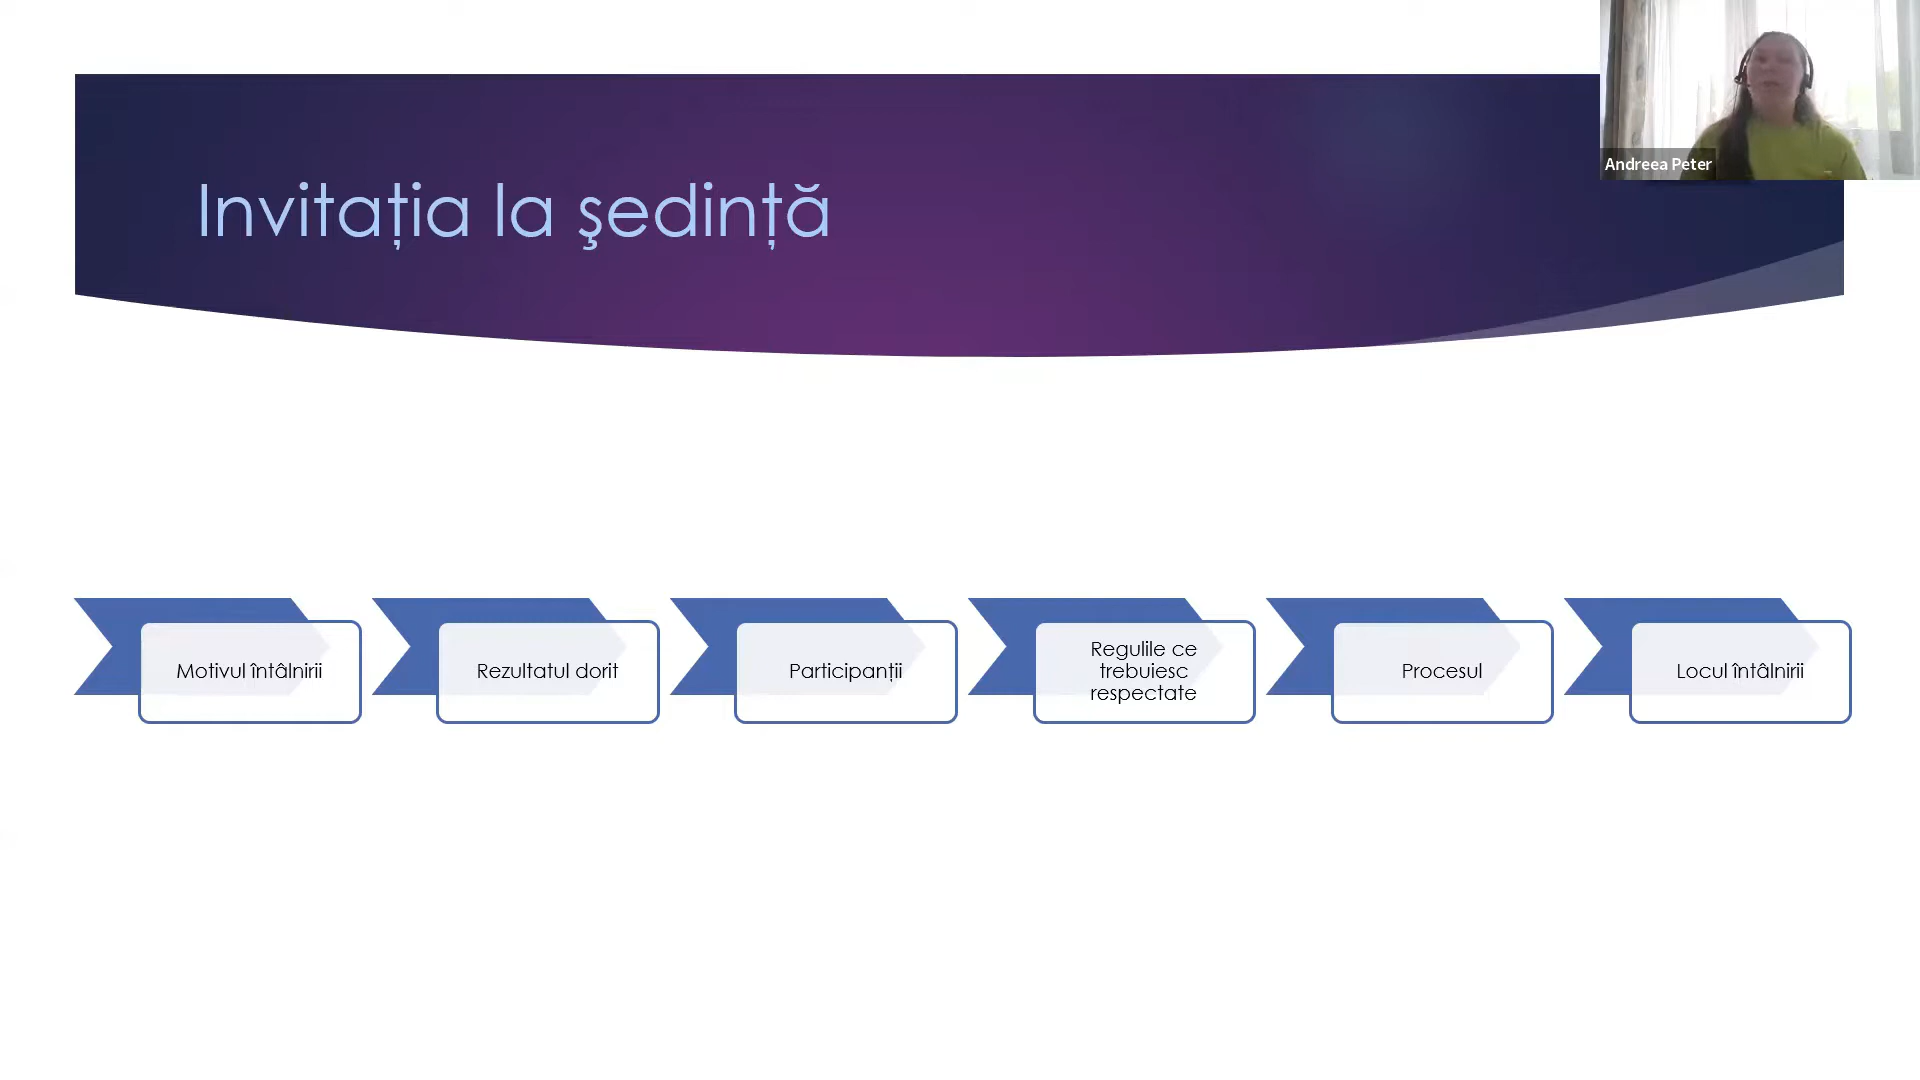 Andreea Peter
Invitația la şedință
Motivul întâlnirii
Rezultatul dorit
Participanții
Regulile ce
trebuiesc
respectate
Procesul
Locul întâlnirii